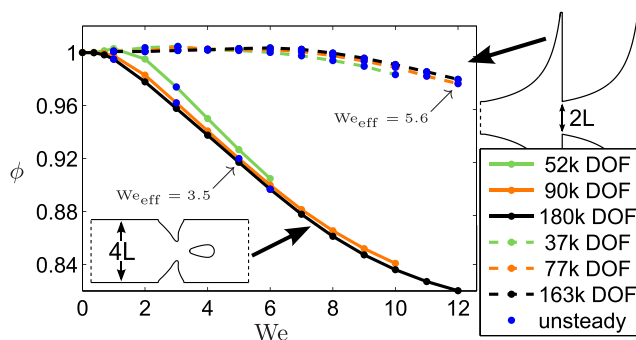 1
0.96
0.92
0.88
0.84
ϕ
0
2
4
6
8
10
12
We
We_eff = 5.6
We_eff = 3.5
4L
2L
52k DOF
90k DOF
180k DOF
37k DOF
77k DOF
163k DOF
unsteady